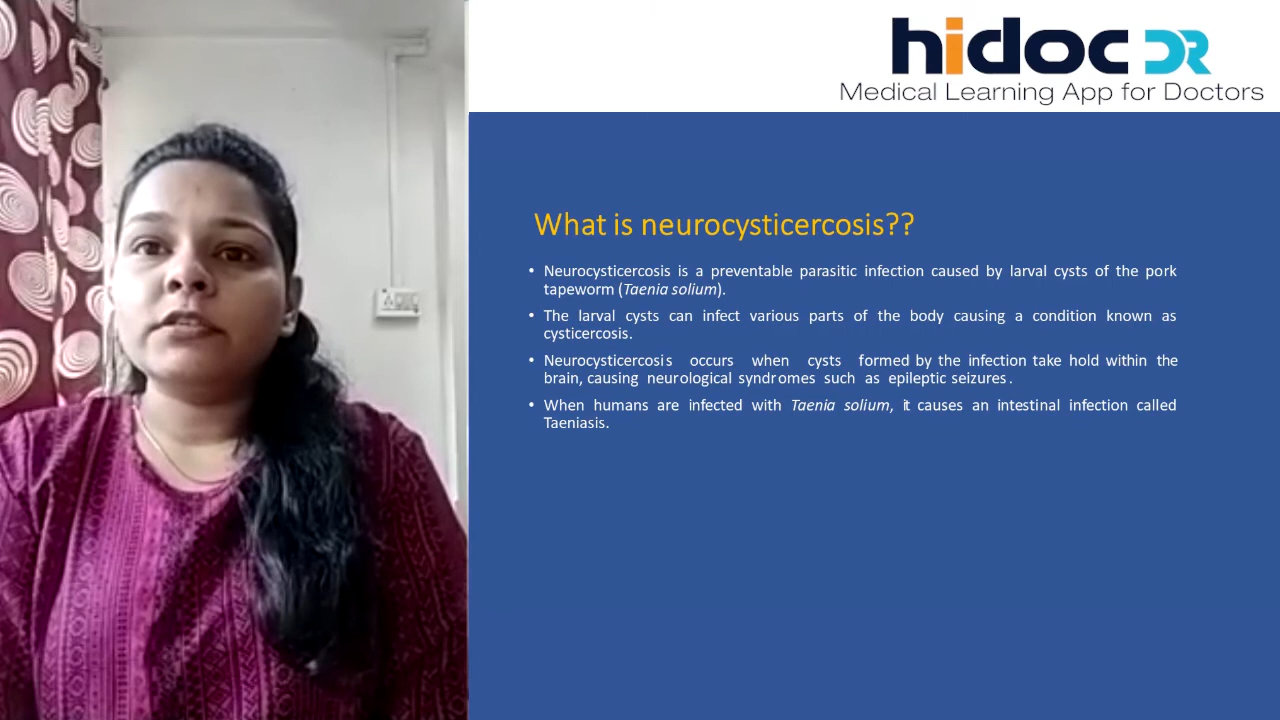 hidoc DR
Medical Learning App for Doctors
What is neurocysticercosis??
• Neurocysticercosis is a preventable parasitic infection caused by larval cysts of the pork
tapeworm (Taenia solium).
• The larval cysts can infect various parts of the body causing a condition known as
cysticercosis.
• Neurocysticercosis occurs when cysts formed by the infection take hold within the
brain, causing neurological syndromes such as epileptic seizures.
• When humans are infected with Taenia solium, it causes an intestinal infection called
Taeniasis.